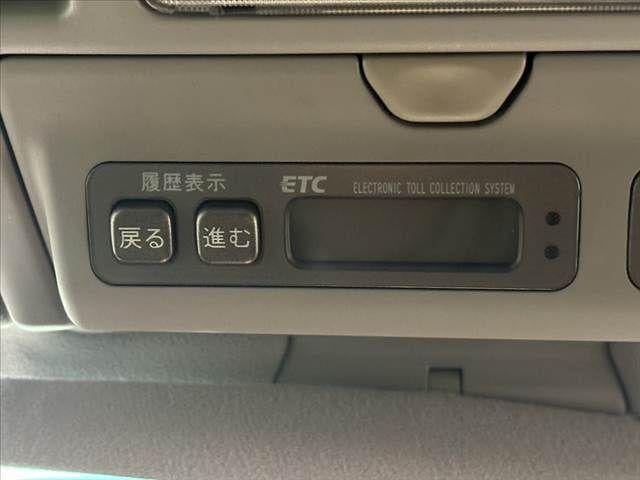 履歴表示
戻る 進む
ETC ELECTRONIC TOLL COLLECTION SYSTEM